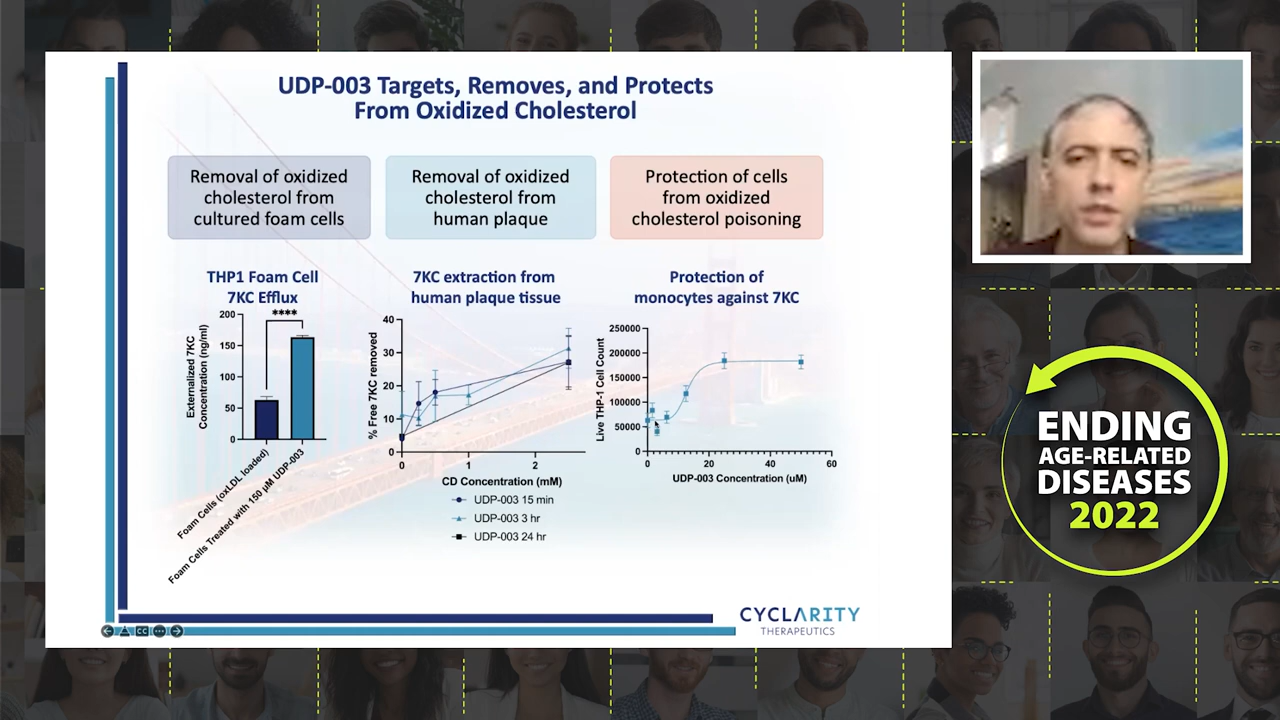 UDP-003 Targets, Removes, and Protects
From Oxidized Cholesterol
Removal of oxidized
cholesterol from
cultured foam cells
Removal of oxidized
cholesterol from
human plaque
Protection of cells
from oxidized
cholesterol poisoning
THP1 Foam Cell
7KC Efflux
****
Externalized 7KC
Concentration (ng/ml)
200
150
100
50
0
Foam Cells (oxLDL loaded)
Foam Cells Treated with 150 µM UDP-003
7KC extraction from
human plaque tissue
% Free 7KC removed
40
30
20
10
0
0 1 2
CD Concentration (mM)
UDP-003 15 min
UDP-003 3 hr
UDP-003 24 hr
Protection of
monocytes against 7KC
Live THP-1 Cell Count
250000
200000
150000
100000
50000
0
0 20 40 60
UDP-003 Concentration (uM)
CYCLARITY
THERAPEUTICS
CC
ENDING
AGE-RELATED
DISEASES
2022